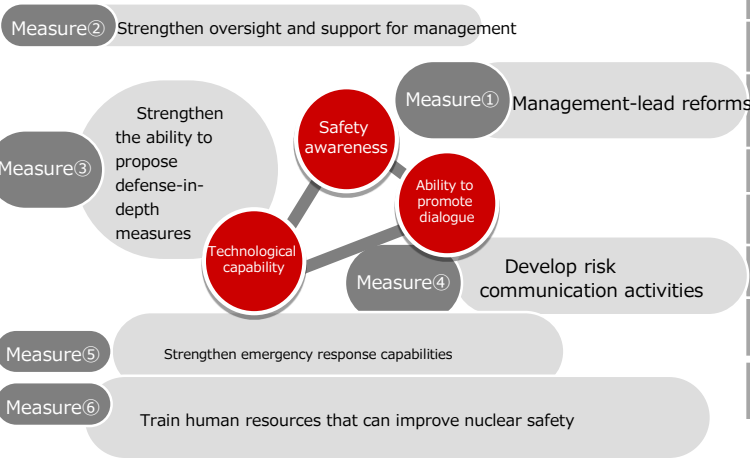 Measure② Strengthen oversight and support for management
Measure① Management-lead reforms
Safety
awareness
Measure③
Strengthen
the ability to
propose
defense-in-
depth
measures
Ability to
promote
dialogue
Technological
capability
Measure④
Develop risk
communication activities
Measure⑤ Strengthen emergency response capabilities
Measure⑥ Train human resources that can improve nuclear safety